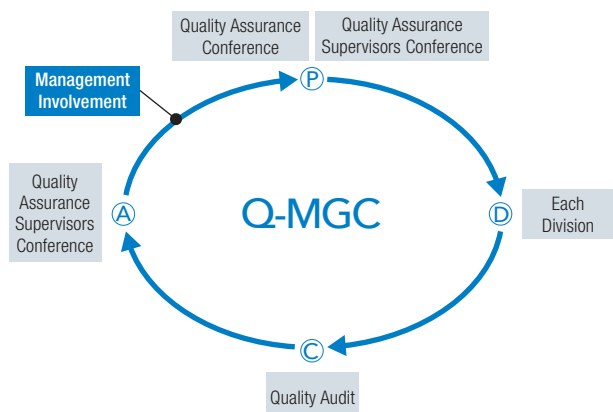 Quality Assurance
Conference
Quality Assurance
Supervisors Conference
Management
Involvement
P
Quality
Assurance
Supervisors
Conference
A
Q-MGC
D
Each
Division
C
Quality Audit